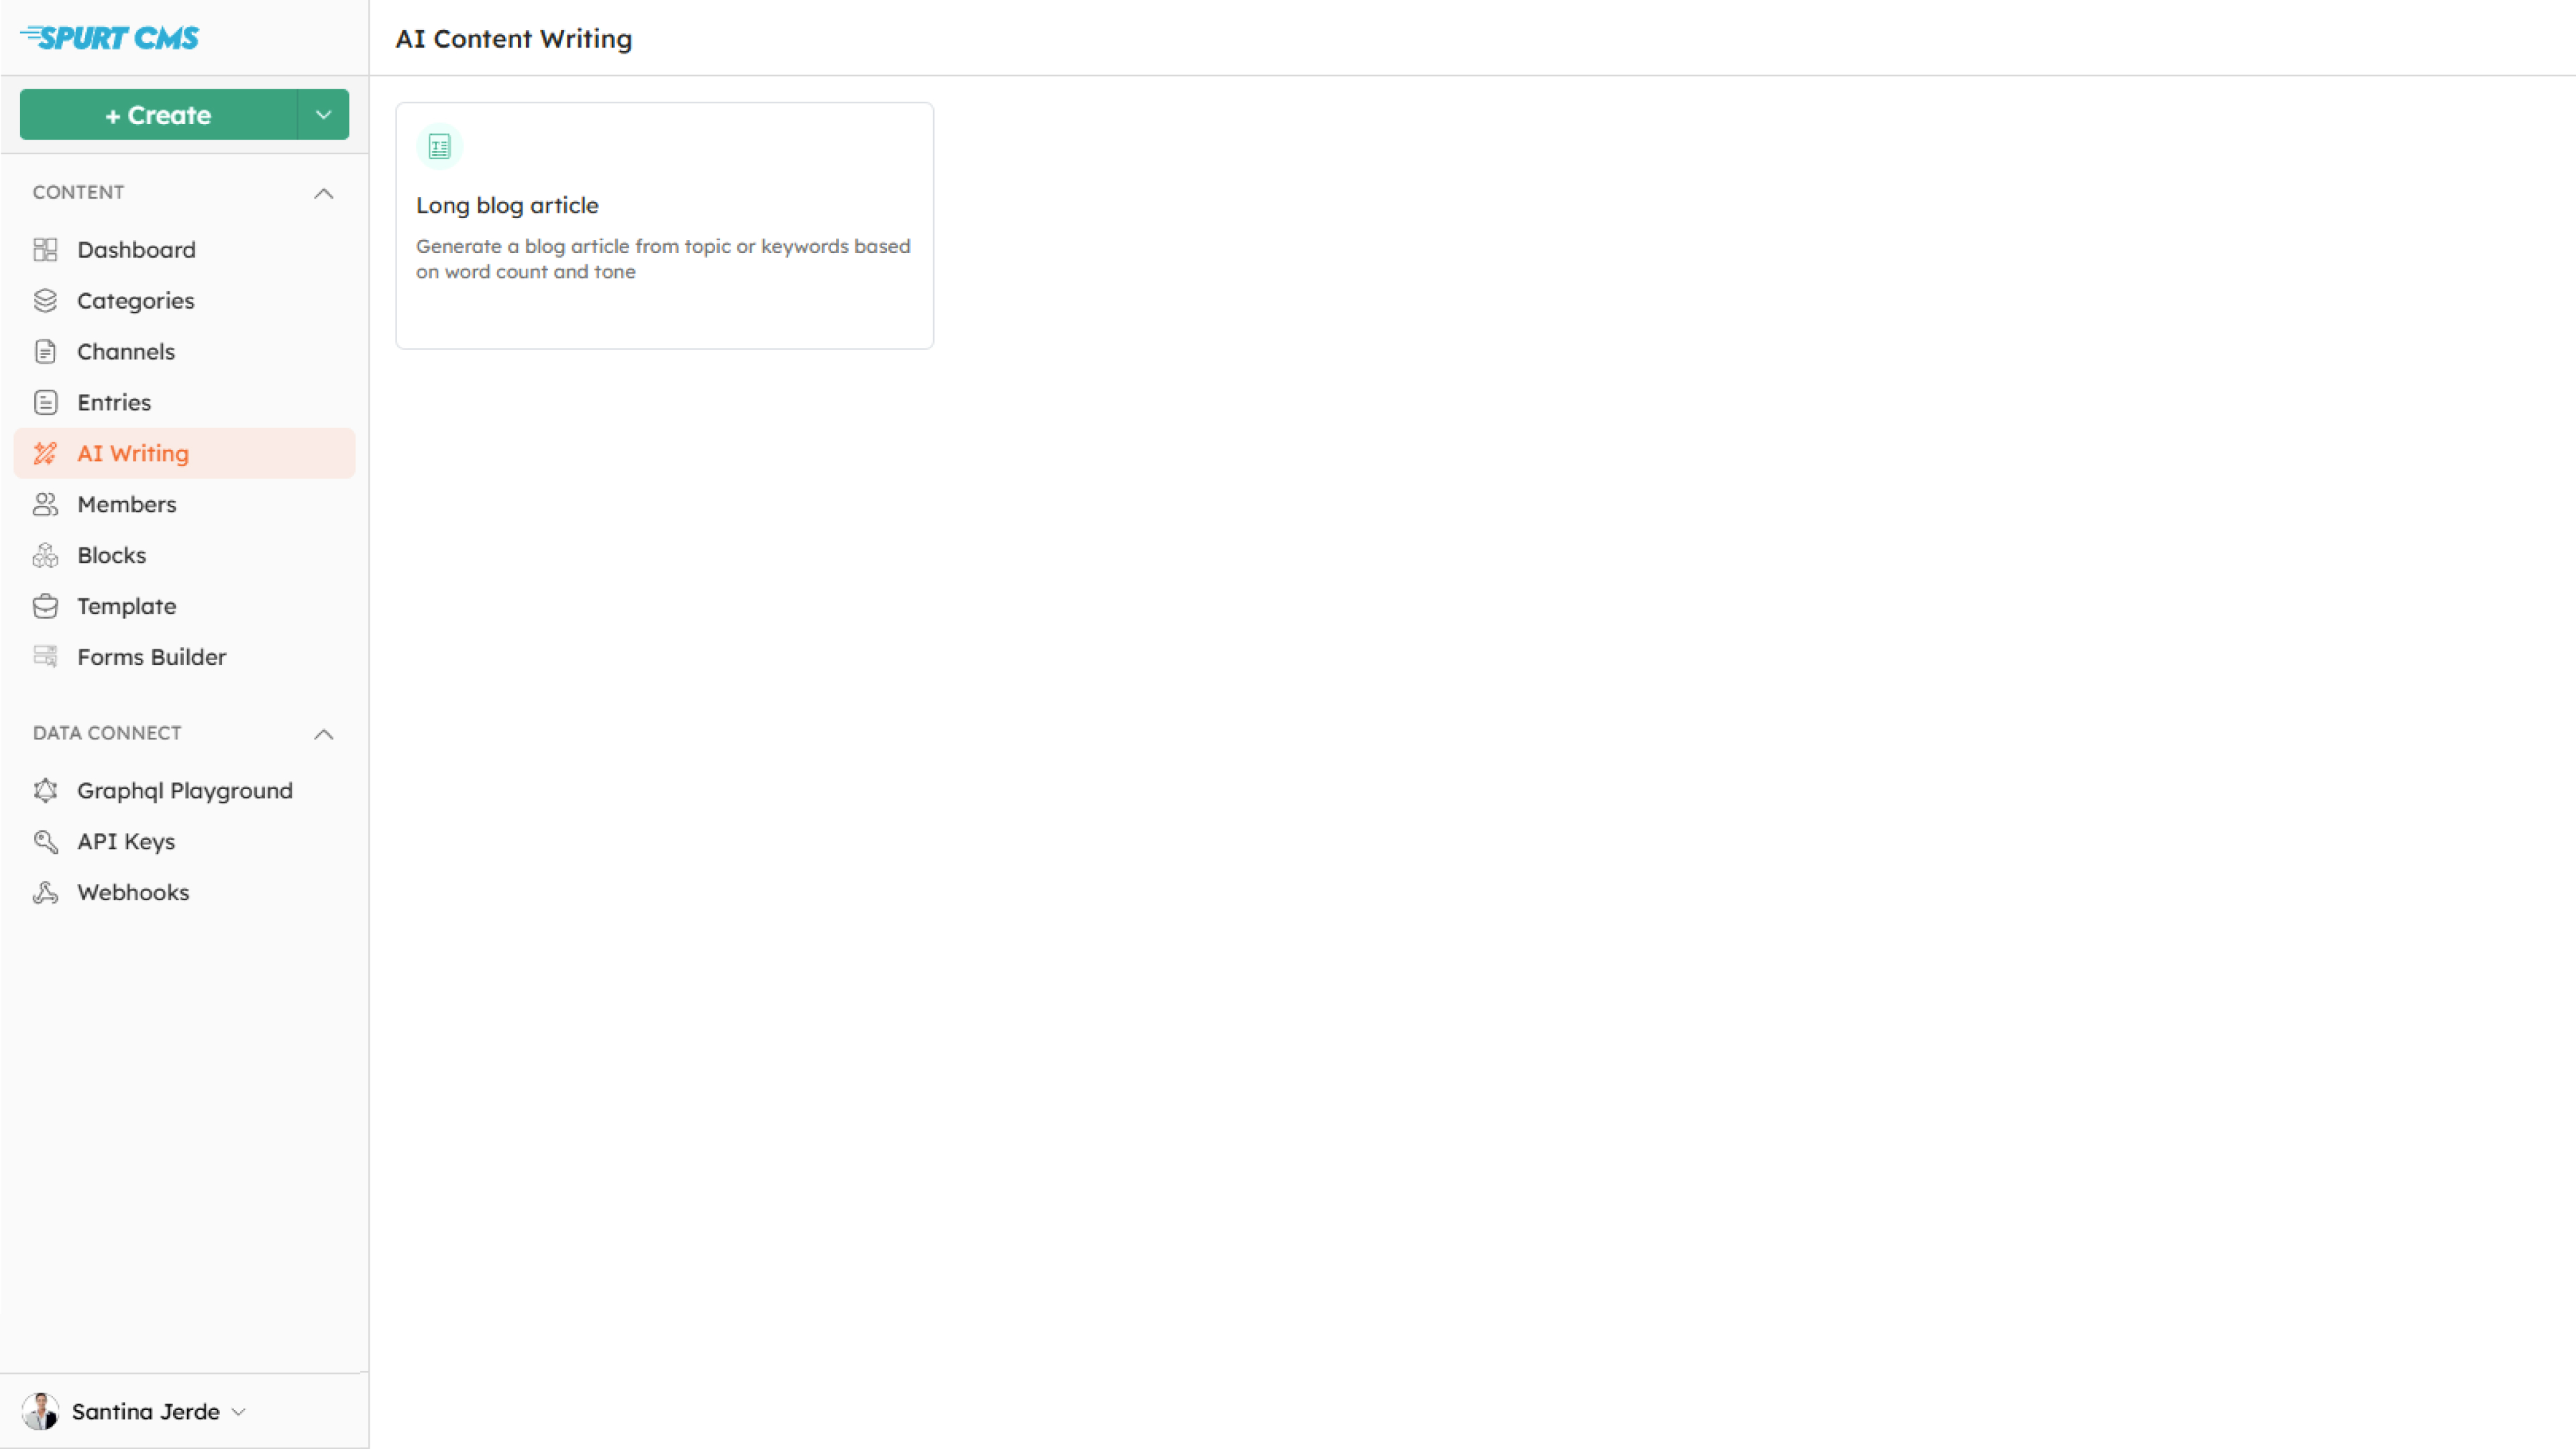 SPURT CMS
AI Content Writing
+ Create
CONTENT
Dashboard
Categories
Channels
Entries
AI Writing
Members
Blocks
Template
Forms Builder
DATA CONNECT
Graphql Playground
API Keys
Webhooks
Santina Jerde
Long blog article
Generate a blog article from topic or keywords based
on word count and tone